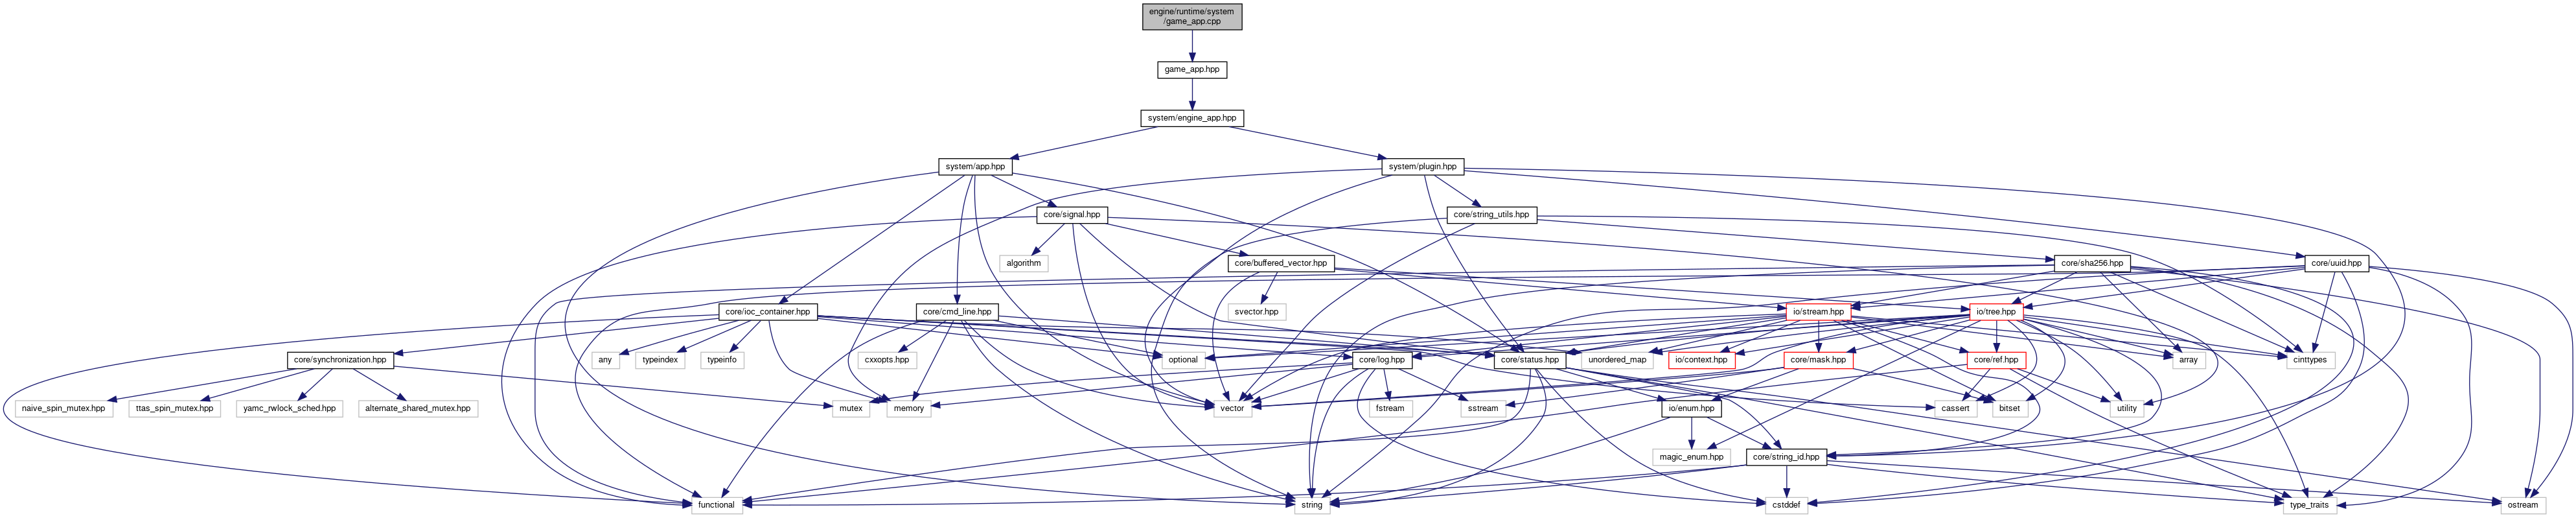 engine/runtime/system
/game_app.cpp
game_app.hpp
system/engine_app.hpp
system/app.hpp
system/plugin.hpp
core/signal.hpp
core/string_utils.hpp
algorithm
core/buffered_vector.hpp
core/sha256.hpp
core/uuid.hpp
core/ioc_container.hpp
core/cmd_line.hpp
svector.hpp
io/stream.hpp
io/tree.hpp
core/synchronization.hpp
any
typeindex
typeinfo
cxxopts.hpp
optional
core/log.hpp
core/status.hpp
unordered_map
io/context.hpp
core/mask.hpp
core/ref.hpp
array
cinttypes
naive_spin_mutex.hpp
ttas_spin_mutex.hpp
yamc_rwlock_sched.hpp
alternate_shared_mutex.hpp
mutex
memory
vector
fstream
sstream
io/enum.hpp
cassert
bitset
utility
magic_enum.hpp
core/string_id.hpp
functional
string
cstddef
type_traits
ostream